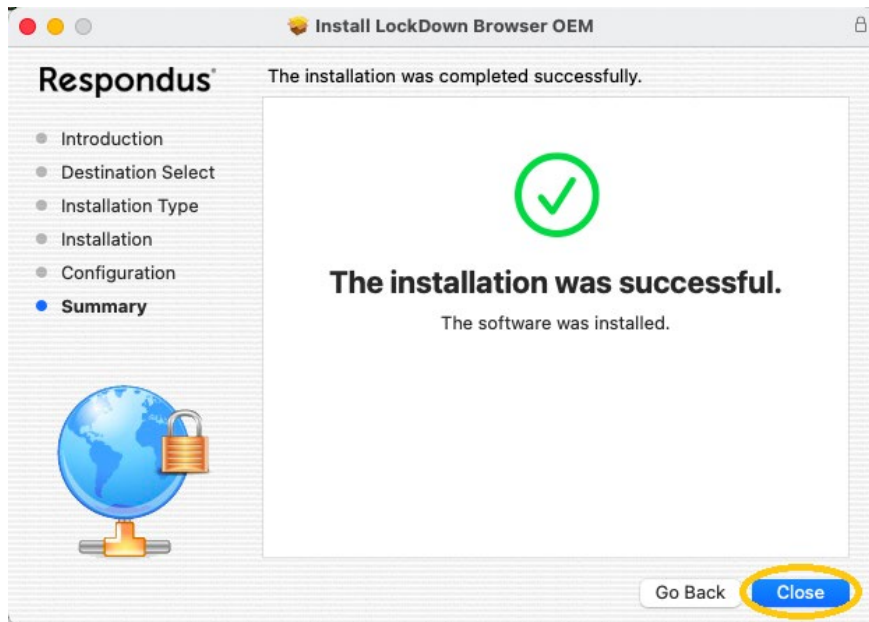 Install LockDown Browser OEM
Respondus®
The installation was completed successfully.
Introduction
Destination Select
Installation Type
Installation
Configuration
Summary
The installation was successful.
The software was installed.
Go Back
Close